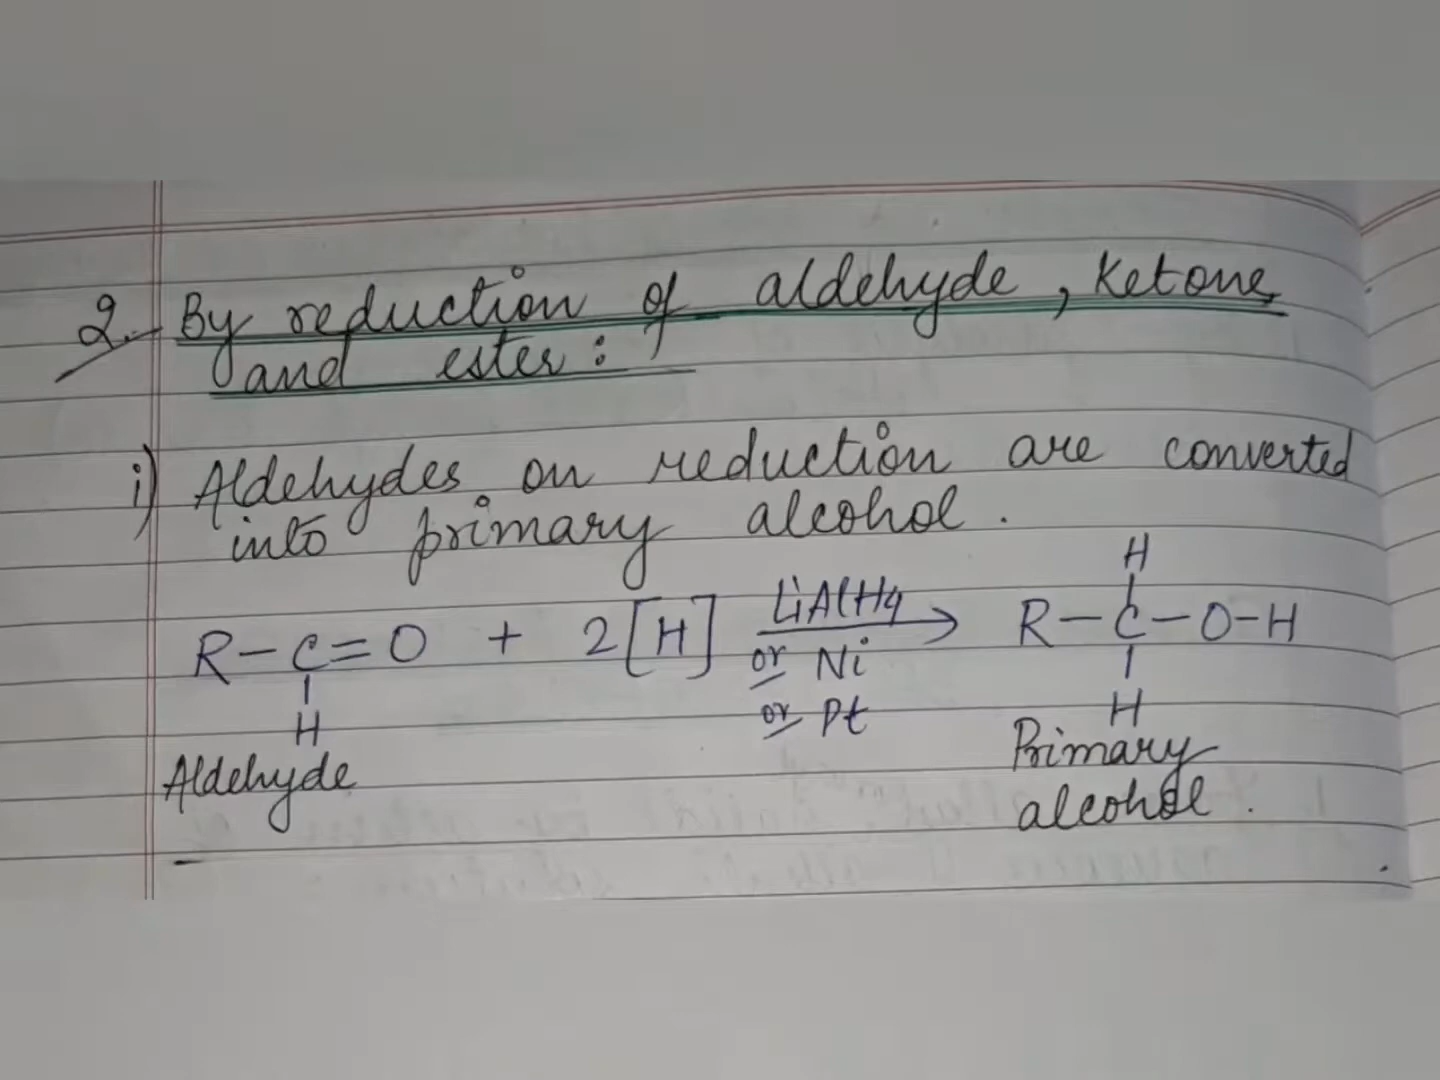 2. By reduction of aldehyde, Ketone,
and ester:
i) Aldehydes on reduction are converted
into primary alcohol.
H
R-C=O + 2[H] LiAlH4 R-C-O-H
or Ni
H or Pt H
Aldehyde Primary
alcohol.